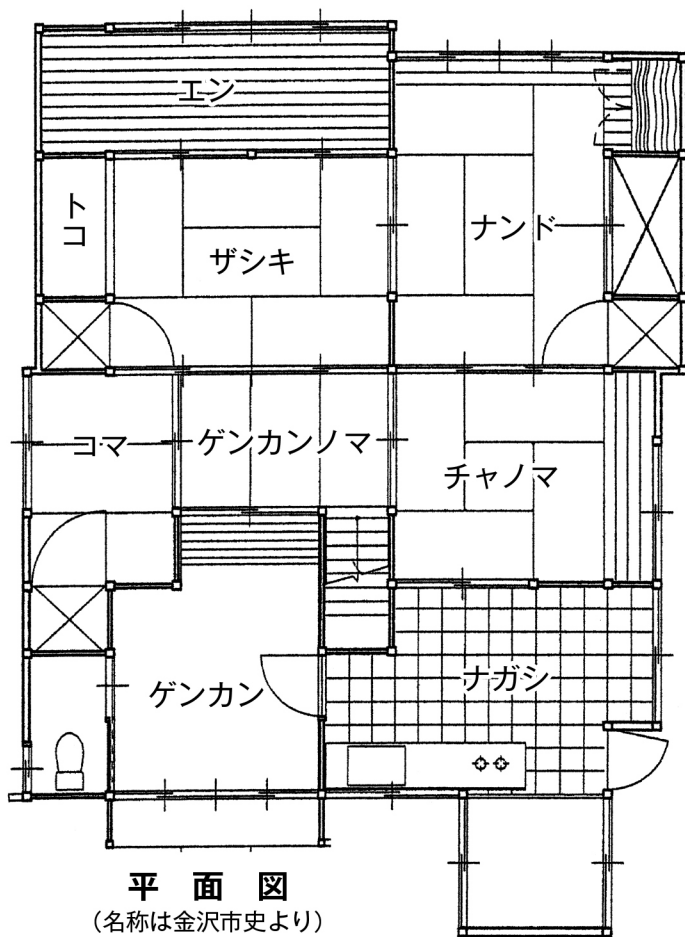 エン
トコ
ザシキ
ナンド
コマ
ゲンカンノマ
チャノマ
ゲンカン
ナガシ
平面図
(名称は金沢市史より)